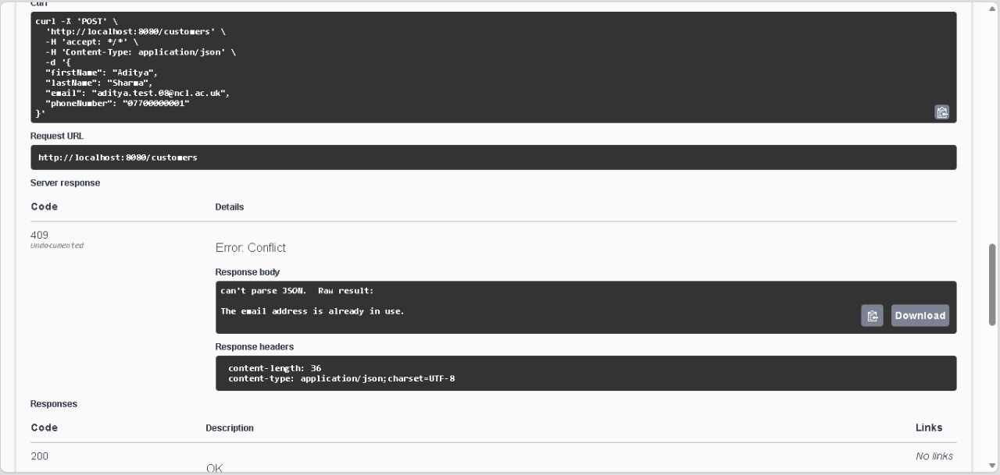 Curl
curl -X 'POST' \
'http://localhost:8080/customers' \
-H 'accept: */*' \
-H 'Content-Type: application/json' \
-d '{
"firstName": "Aditya",
"lastName": "Sharma",
"email": "aditya.test.08@ncl.ac.uk",
"phoneNumber": "07700000001"
}'
Request URL
http://localhost:8080/customers
Server response
Code Details
409
Undocumented
Error: Conflict
Response body
can't parse JSON.  Raw result:
The email address is already in use.
Download
Response headers
content-length: 36
content-type: application/json;charset=UTF-8
Responses
Code Description Links
200 No links
OK